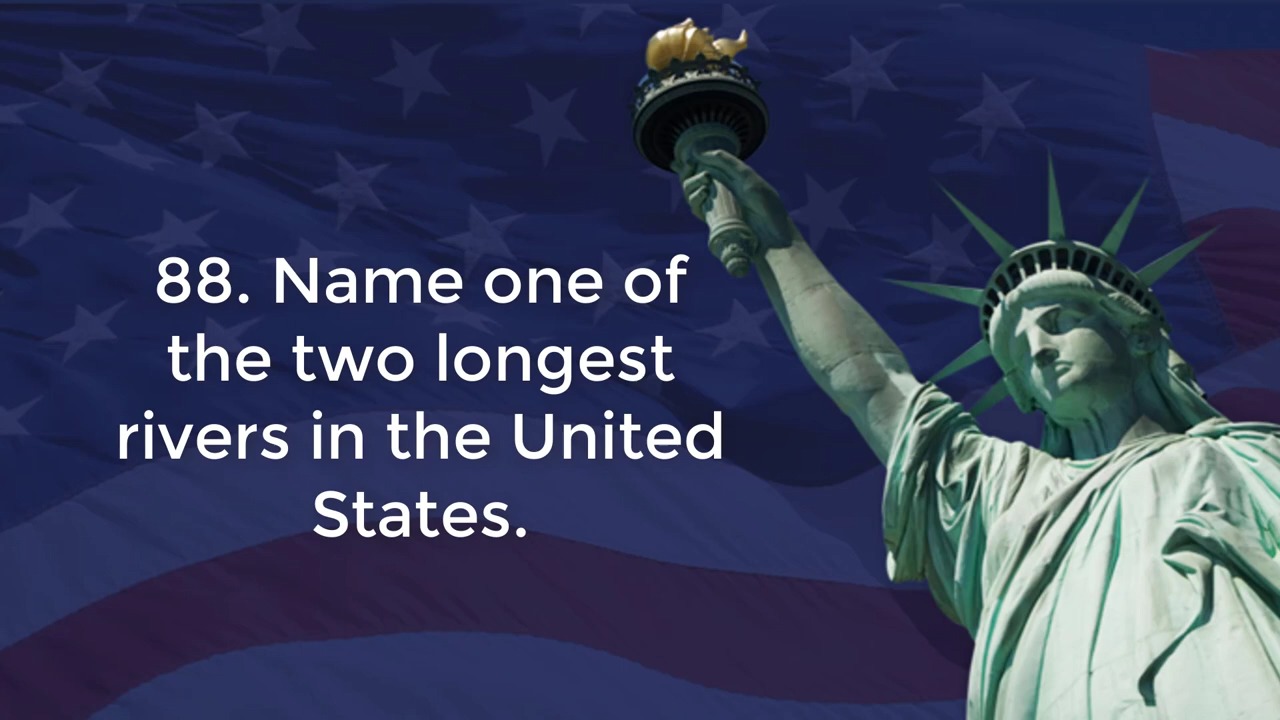 88. Name one of
the two longest
rivers in the United
States.